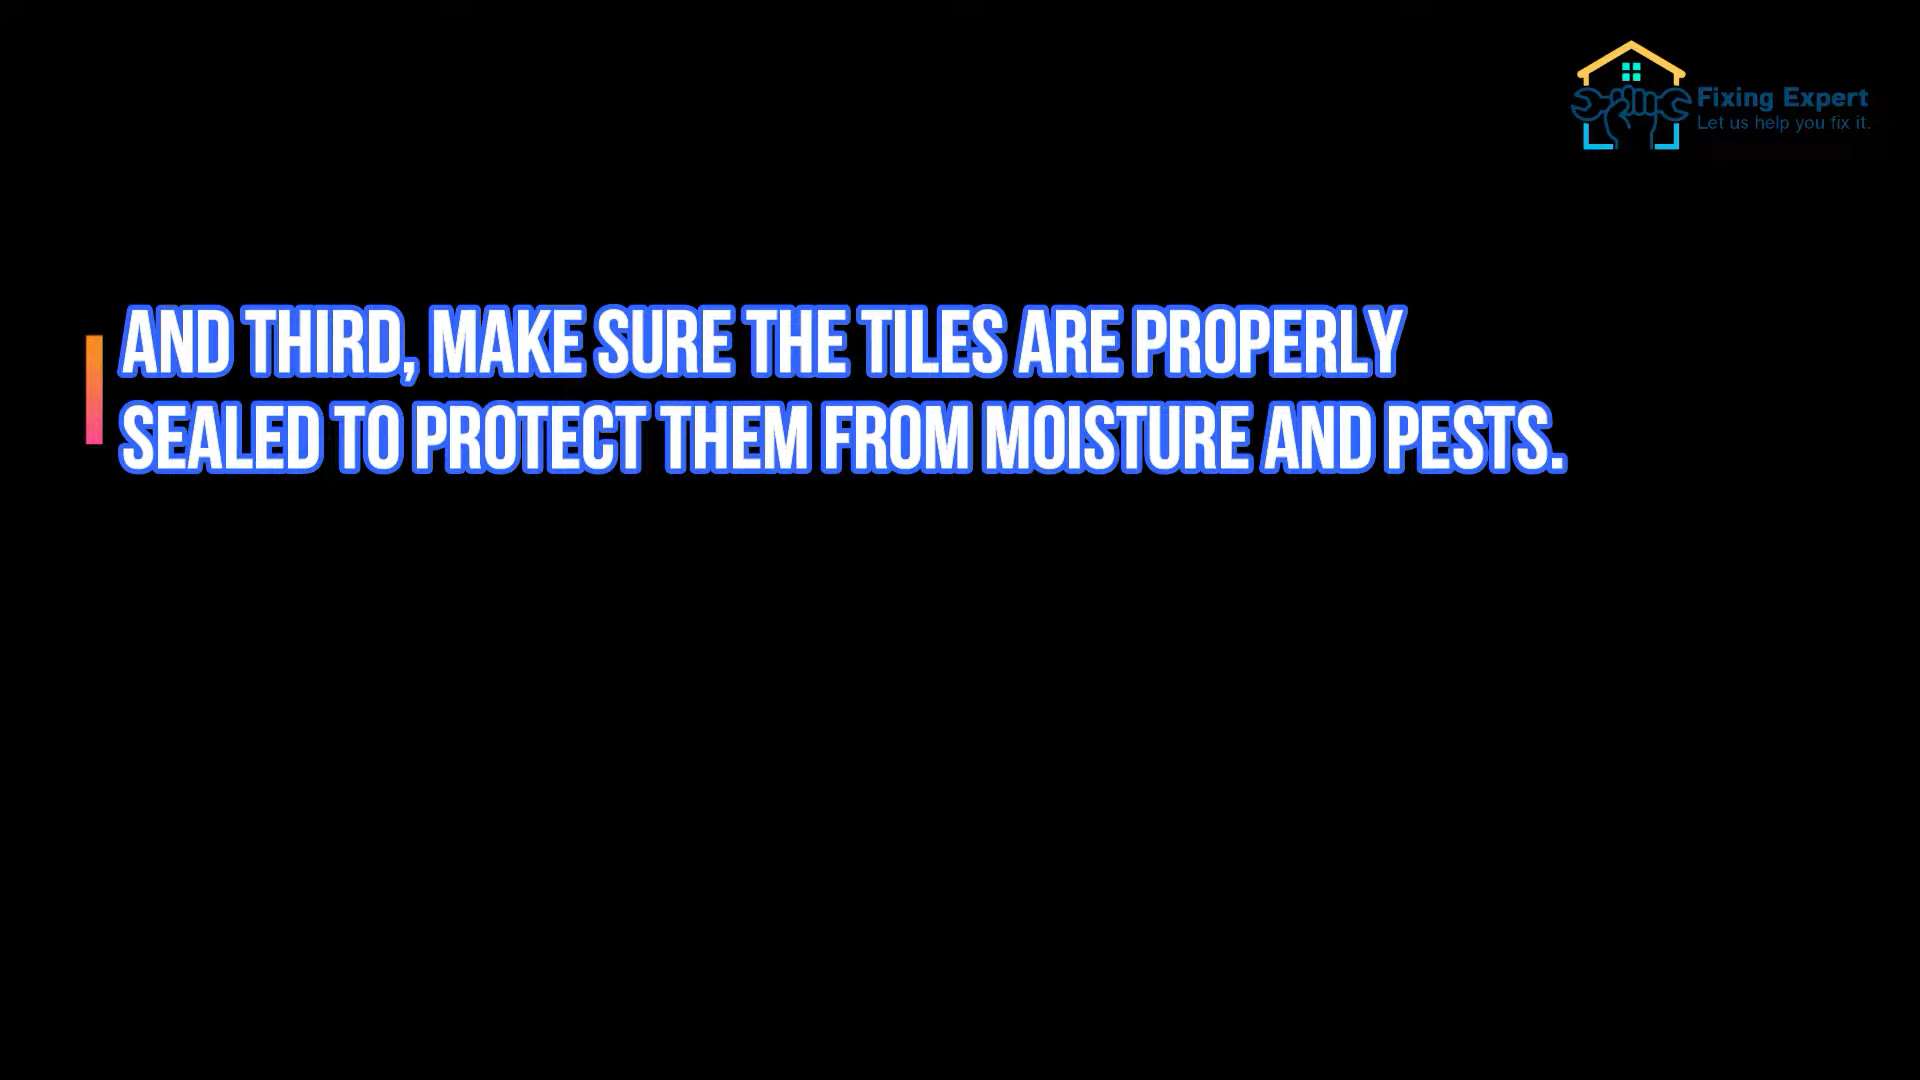 Fixing Expert
Let us help you fix it.
AND THIRD, MAKE SURE THE TILES ARE PROPERLY
SEALED TO PROTECT THEM FROM MOISTURE AND PESTS.